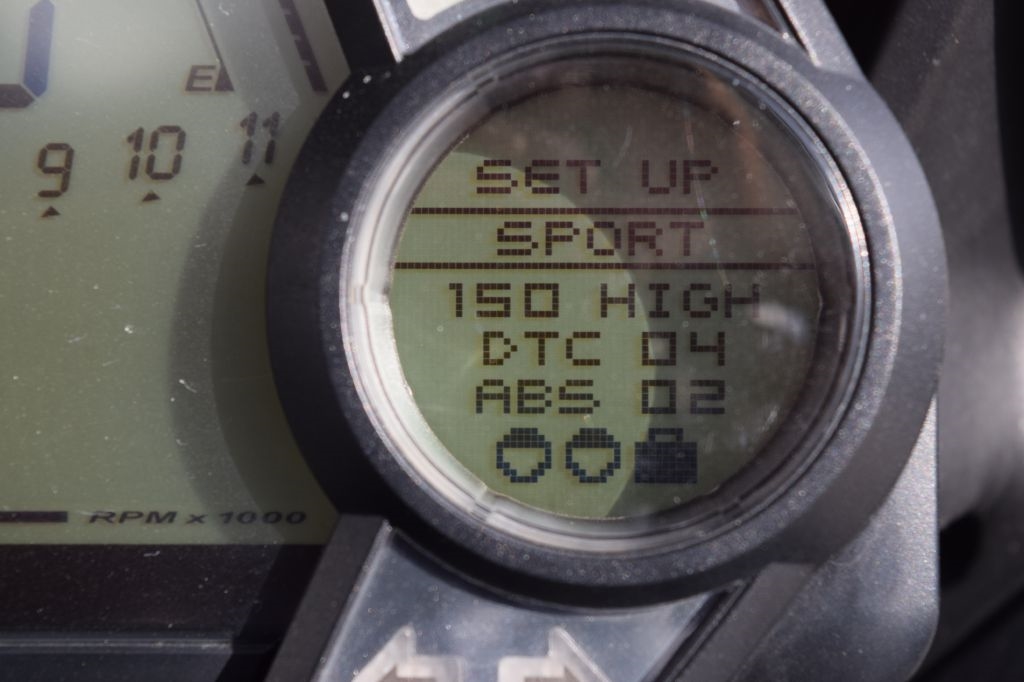 E
9 10 11
RPM x 1000
SET UP
SPORT
150 HIGH
DTC 04
ABS 02